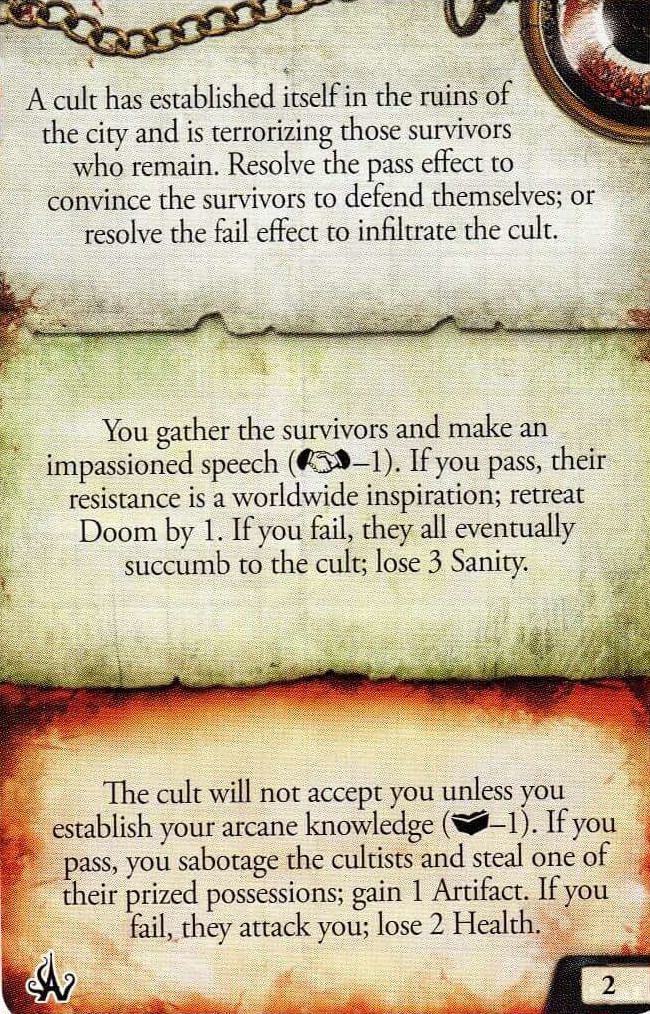 A cult has established itself in the ruins of
the city and is terrorizing those survivors
who remain. Resolve the pass effect to
convince the survivors to defend themselves; or
resolve the fail effect to infiltrate the cult.
You gather the survivors and make an
impassioned speech (–1). If you pass, their
resistance is a worldwide inspiration; retreat
Doom by 1. If you fail, they all eventually
succumb to the cult; lose 3 Sanity.
The cult will not accept you unless you
establish your arcane knowledge (–1). If you
pass, you sabotage the cultists and steal one of
their prized possessions; gain 1 Artifact. If you
fail, they attack you; lose 2 Health.
2